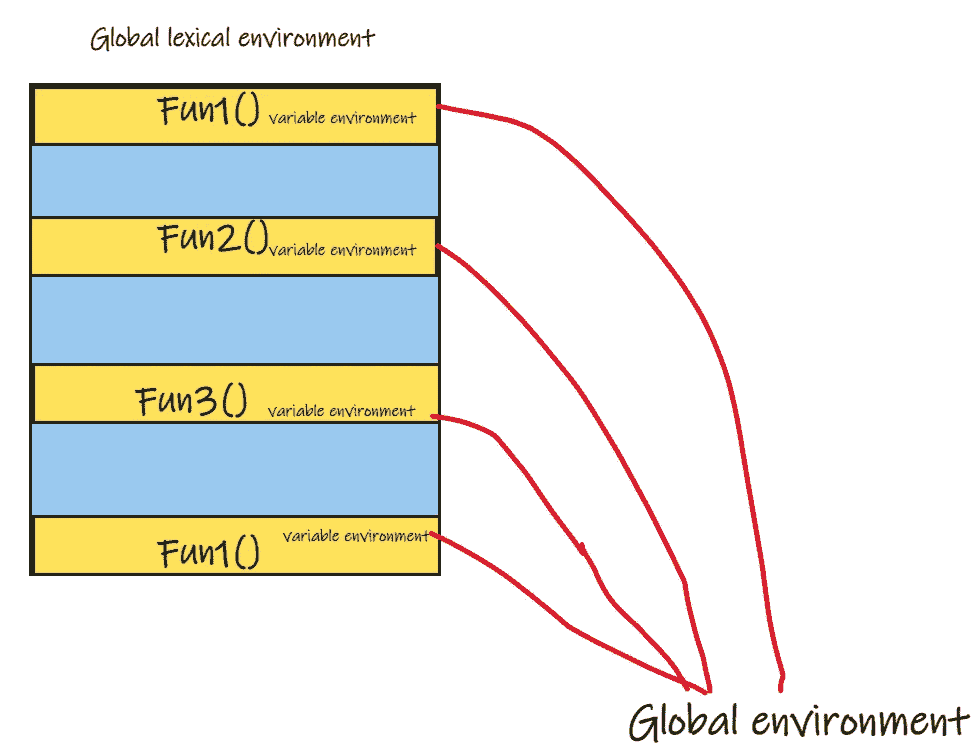 Global lexical environment
Fun1() variable environment
Fun2() variable environment
Fun3() variable environment
variable environment
Fun1()
Global environment